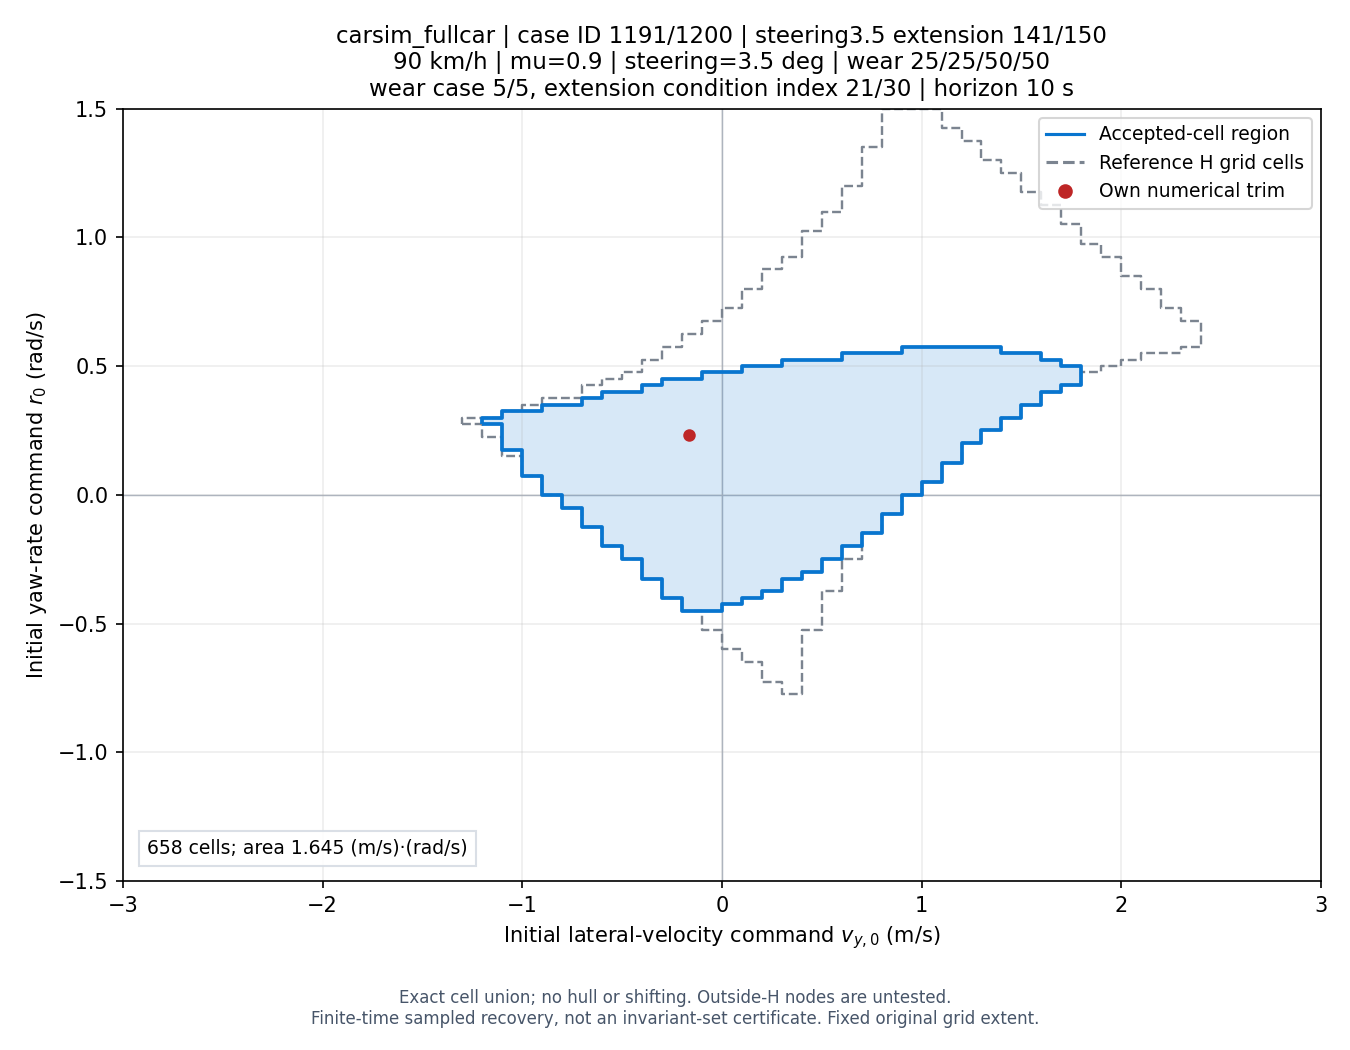 carsim_fullcar | case ID 1191/1200 | steering3.5 extension 141/150
90 km/h | mu=0.9 | steering=3.5 deg | wear 25/25/50/50
wear case 5/5, extension condition index 21/30 | horizon 10 s
Accepted-cell region
Reference H grid cells
Own numerical trim
1.5
1.0
0.5
0.0
−0.5
−1.0
−1.5
Initial yaw-rate command r₀ (rad/s)
658 cells; area 1.645 (m/s)·(rad/s)
−3
−2
−1
0
1
2
3
Initial lateral-velocity command v_{y,0} (m/s)
Exact cell union; no hull or shifting. Outside-H nodes are untested.
Finite-time sampled recovery, not an invariant-set certificate. Fixed original grid extent.